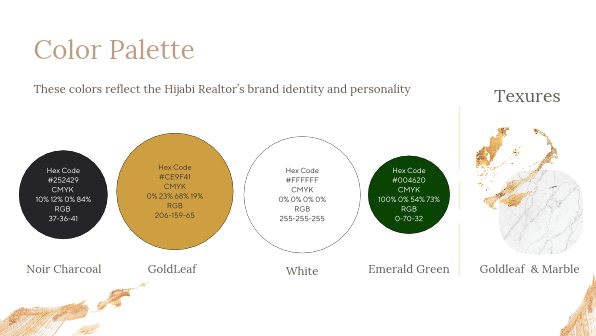 Color Palette
These colors reflect the Hijabi Realtor's brand identity and personality
Texures
Hex Code
#252429
CMYK
10% 12% 0% 84%
RGB
37-36-41
Noir Charcoal
Hex Code
#CE9F41
CMYK
0% 23% 68% 19%
RGB
206-159-65
GoldLeaf
Hex Code
#FFFFFF
CMYK
0% 0% 0% 0%
RGB
255-255-255
White
Hex Code
#004620
CMYK
100% 0% 54% 73%
RGB
0-70-32
Emerald Green
Goldleaf & Marble